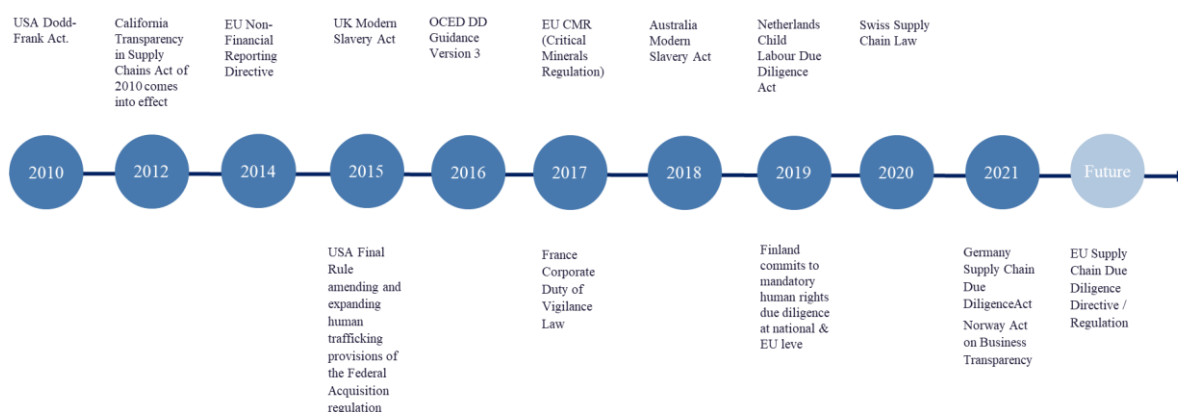 USA Dodd-
Frank Act.
California
Transparency
in Supply
Chains Act of
2010 comes
into effect
EU Non-
Financial
Reporting
Directive
UK Modern
Slavery Act
OCED DD
Guidance
Version 3
EU CMR
(Critical
Minerals
Regulation)
Australia
Modern
Slavery Act
Netherlands
Child
Labour Due
Diligence
Act
Swiss Supply
Chain Law
2010
2012
2014
2015
2016
2017
2018
2019
2020
2021
Future
USA Final
Rule
amending and
expanding
human
trafficking
provisions of
the Federal
Acquisition
regulation
France
Corporate
Duty of
Vigilance
Law
Finland
commits to
mandatory
human rights
due diligence
at national &
EU leve
Germany
Supply Chain
Due
DiligenceAct
Norway Act
on Business
Transparency
EU Supply
Chain Due
Diligence
Directive /
Regulation